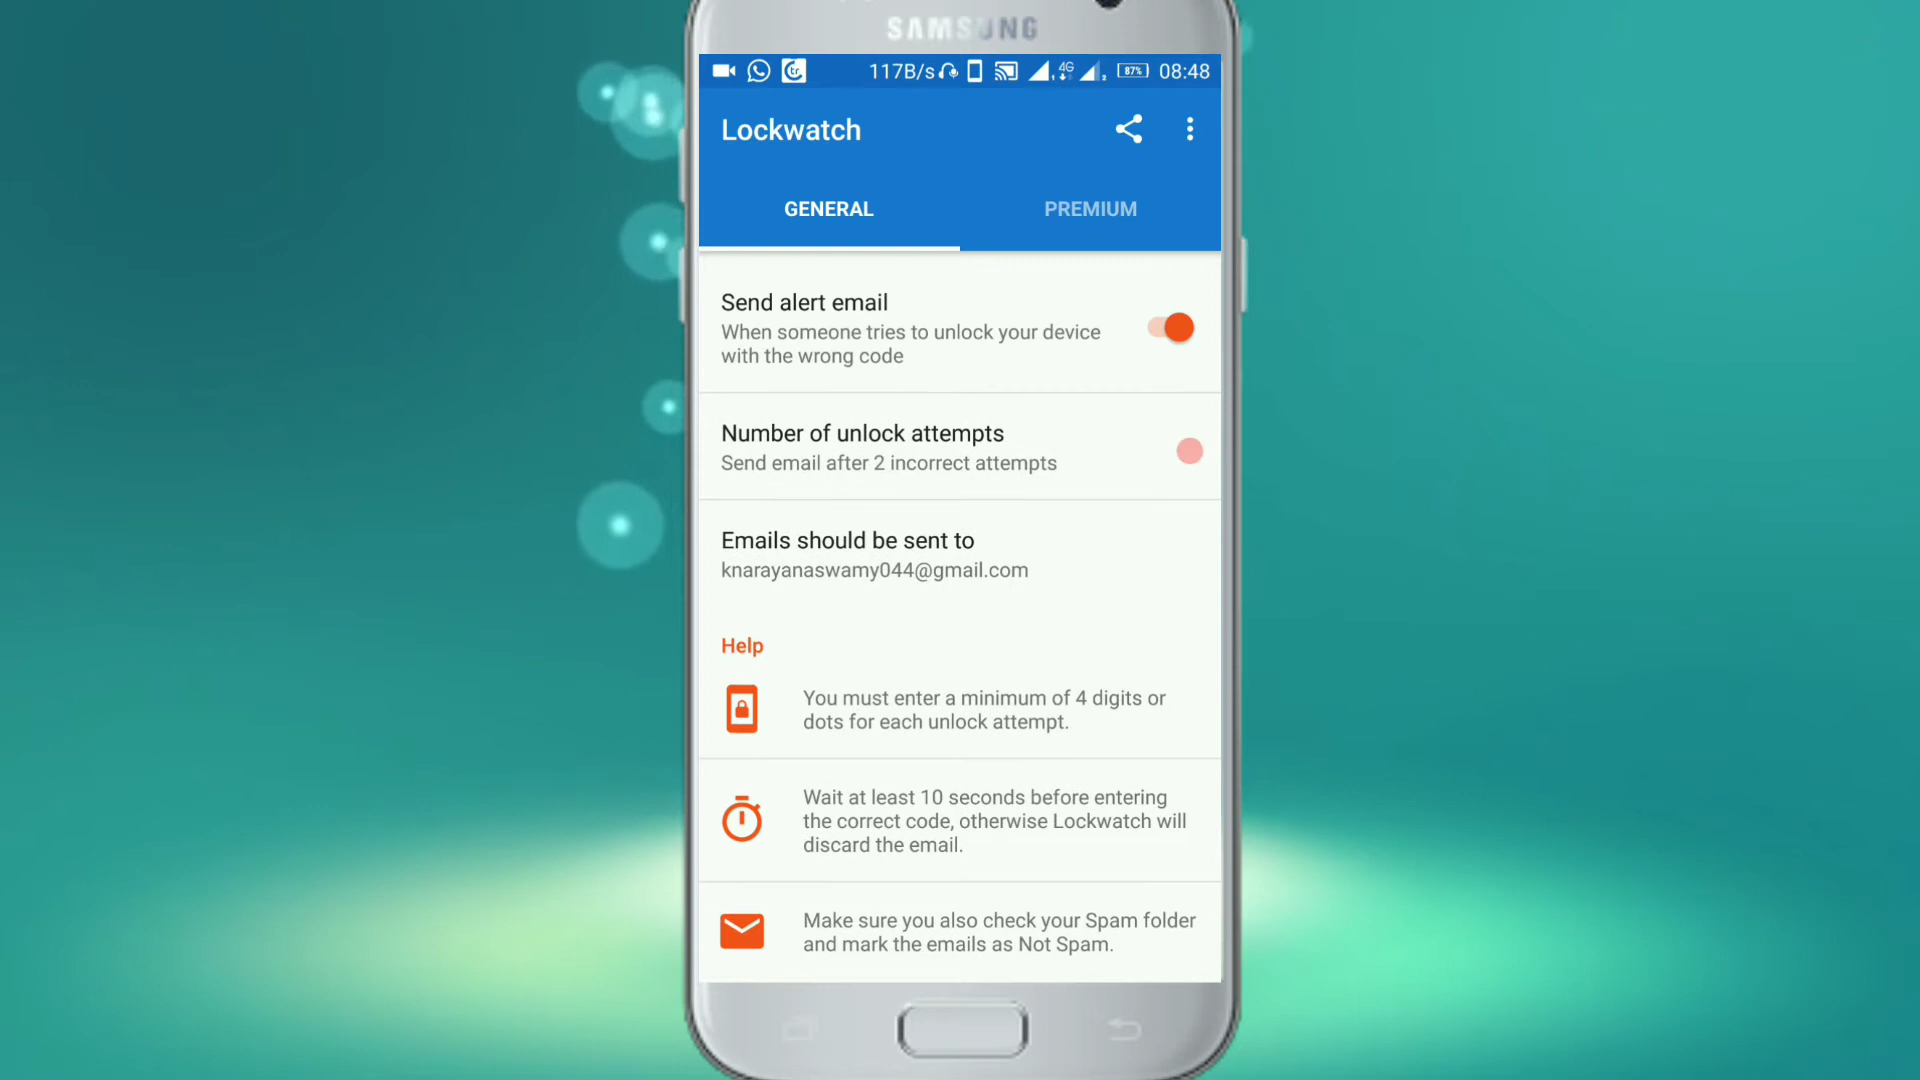 SAMSUNG
117B/s 4G 2 87% 08:48
Lockwatch
GENERAL PREMIUM
Send alert email
When someone tries to unlock your device
with the wrong code
Number of unlock attempts
Send email after 2 incorrect attempts
Emails should be sent to
knarayanaswamy044@gmail.com
Help
You must enter a minimum of 4 digits or
dots for each unlock attempt.
Wait at least 10 seconds before entering
the correct code, otherwise Lockwatch will
discard the email.
Make sure you also check your Spam folder
and mark the emails as Not Spam.